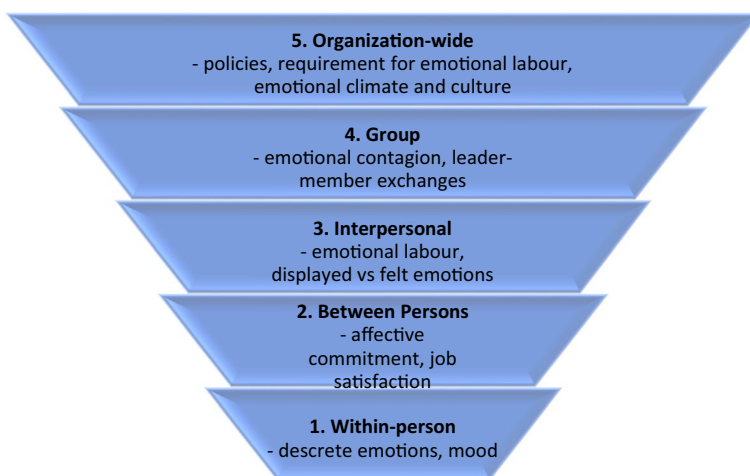 5. Organization-wide
- policies, requirement for emotional labour,
emotional climate and culture
4. Group
- emotional contagion, leader-
member exchanges
3. Interpersonal
- emotional labour,
displayed vs felt emotions
2. Between Persons
- affective
commitment, job
satisfaction
1. Within-person
- descrete emotions, mood